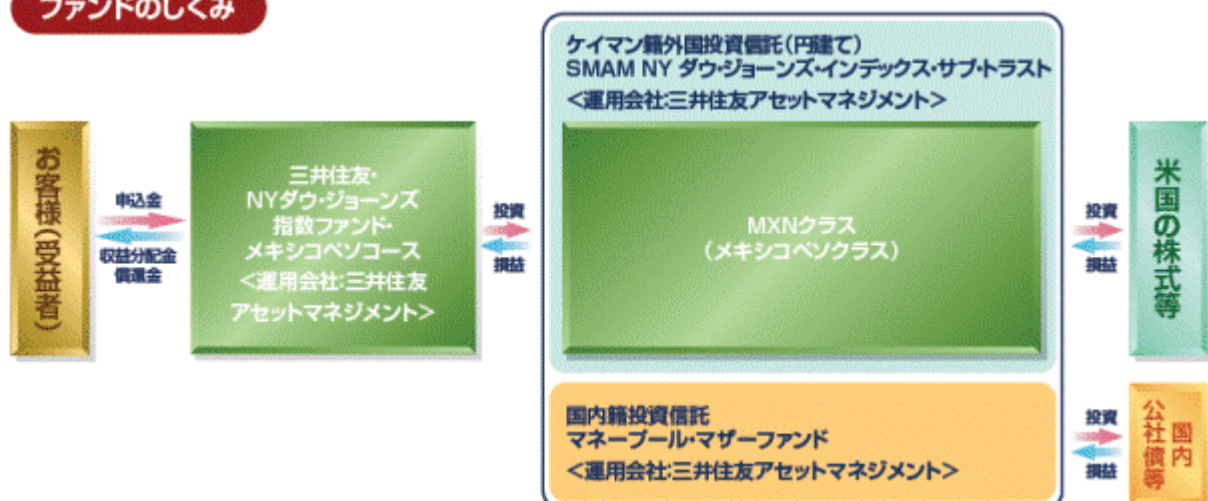 ファンドのしくみ
ケイマン籍外国投資信託(円建て)
SMAM NY ダウ・ジョーンズ・インデックス・サブ・トラスト
<運用会社:三井住友アセットマネジメント>
お客様(受益者)
申込金
収益分配金
償還金
三井住友・
NYダウ・ジョーンズ
指数ファンド・
メキシコペソコース
<運用会社:三井住友
アセットマネジメント>
投資
損益
MXNクラス
(メキシコペソクラス)
投資
損益
米国の株式等
国内籍投資信託
マネープール・マザーファンド
<運用会社:三井住友アセットマネジメント>
投資
損益
国内
公社債等